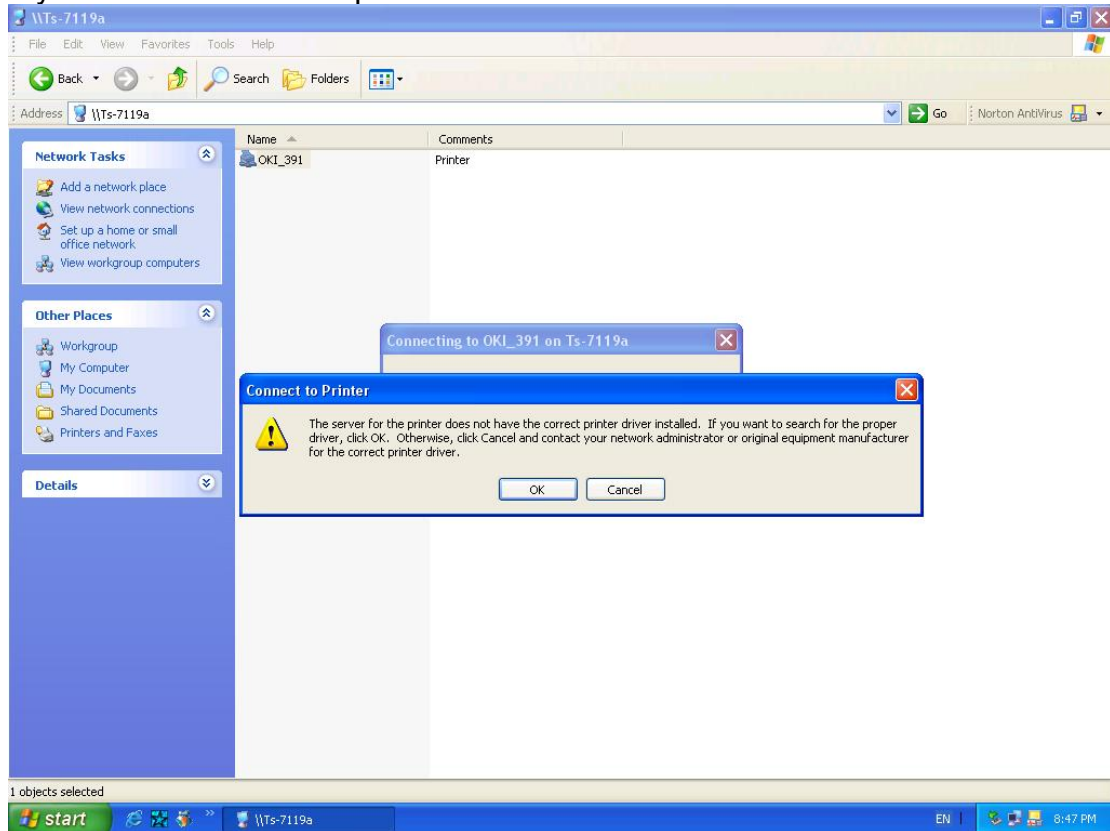 \\Ts-7119a
File Edit View Favorites Tools Help
Back Search Folders
Address \\Ts-7119a Go Norton AntiVirus
Name Comments
OKI_391 Printer
Network Tasks
Add a network place
View network connections
Set up a home or small
office network
View workgroup computers
Other Places
Workgroup
My Computer
My Documents
Shared Documents
Printers and Faxes
Details
Connecting to OKI_391 on Ts-7119a
Connect to Printer
The server for the printer does not have the correct printer driver installed. If you want to search for the proper
driver, click OK. Otherwise, click Cancel and contact your network administrator or original equipment manufacturer
for the correct printer driver.
OK Cancel
1 objects selected
start \\Ts-7119a EN 8:47 PM